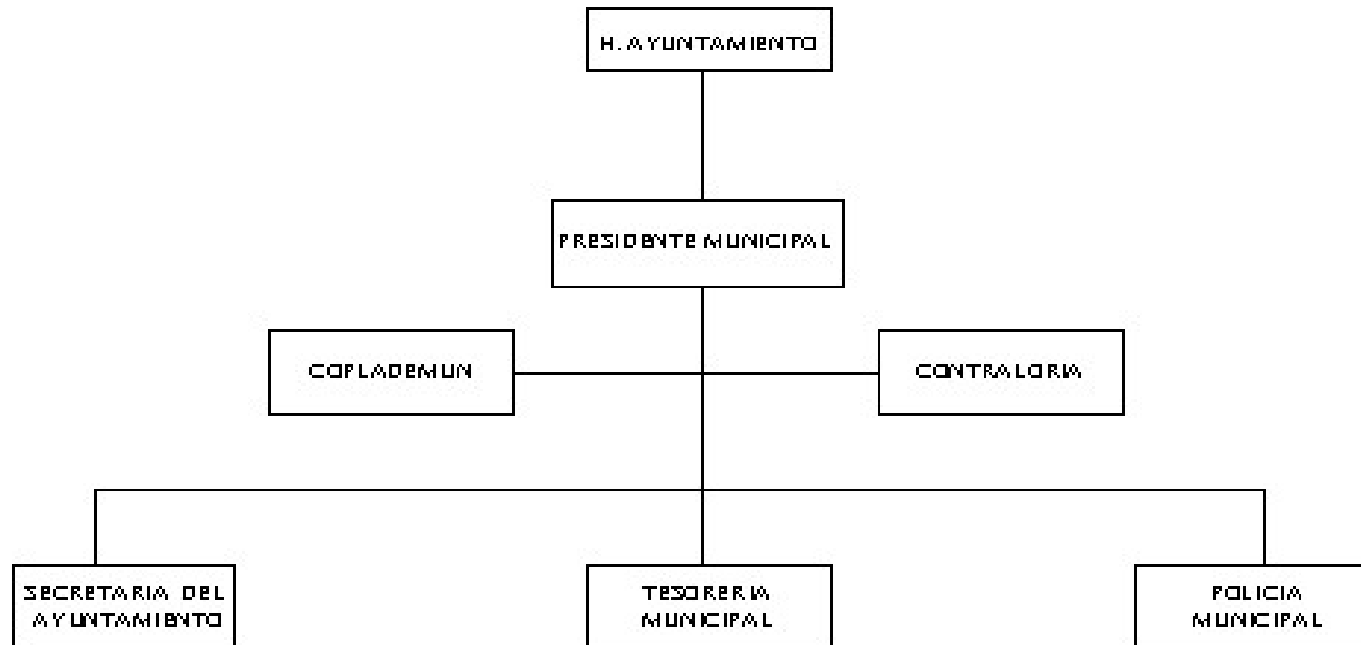 H. AYUNTAMIENTO
PRESIDENTE MUNICIPAL
COPLADEMUN
CONTRALORIA
SECRETARIA DEL
AYUNTAMIENTO
TESORERIA
MUNICIPAL
POLICIA
MUNICIPAL